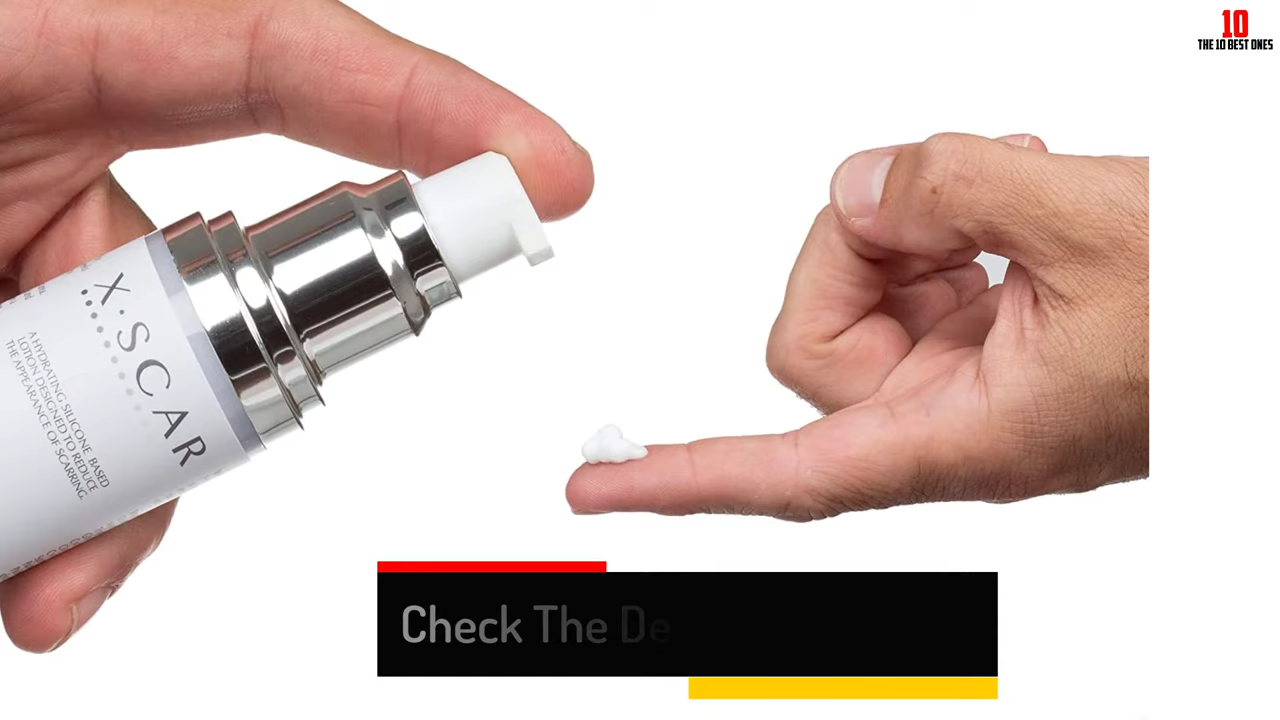 10
THE 10 BEST ONES
X·SCAR
A HYDRATING SILICONE BASED
LOTION DESIGNED TO REDUCE
THE APPEARANCE OF SCARRING.
Check The De